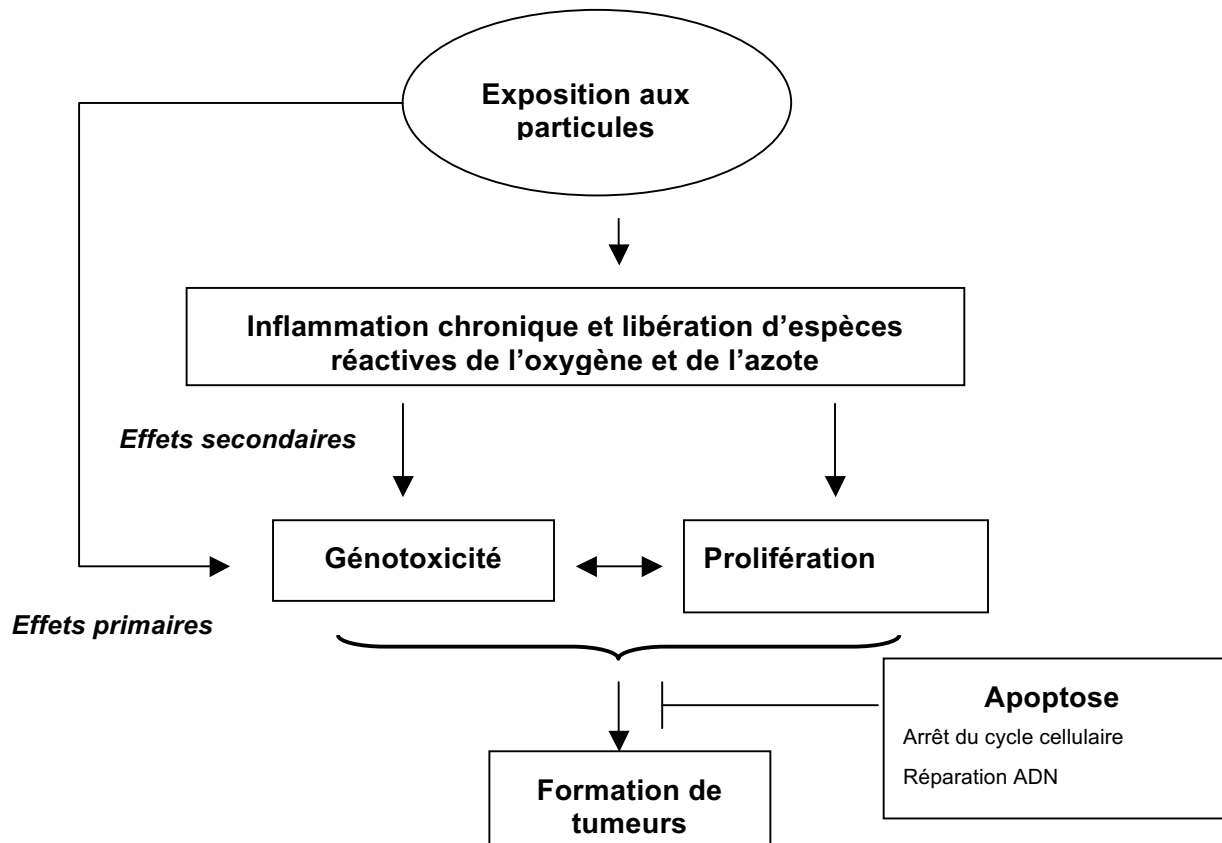 Exposition aux
particules
Inflammation chronique et libération d’espèces
réactives de l’oxygène et de l’azote
Effets secondaires
Génotoxicité
Prolifération
Effets primaires
Apoptose
Arrêt du cycle cellulaire
Réparation ADN
Formation de
tumeurs